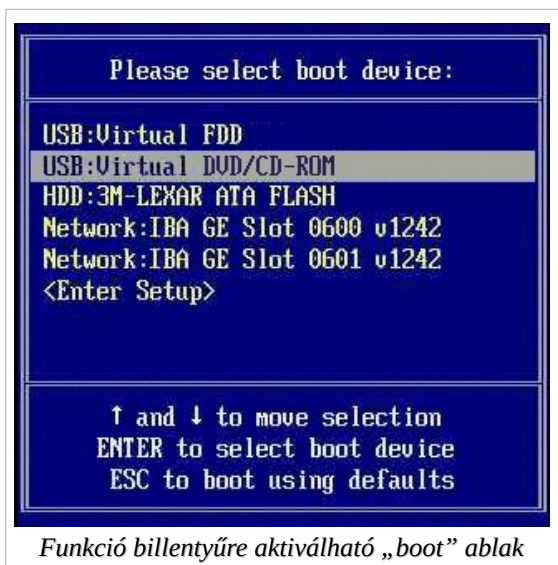 Please select boot device:
USB:Virtual FDD
USB:Virtual DVD/CD-ROM
HDD:3M-LEXAR ATA FLASH
Network:IBA GE Slot 0600 v1242
Network:IBA GE Slot 0601 v1242
<Enter Setup>
↑ and ↓ to move selection
ENTER to select boot device
ESC to boot using defaults
Funkció billentyűre aktiválható „boot” ablak